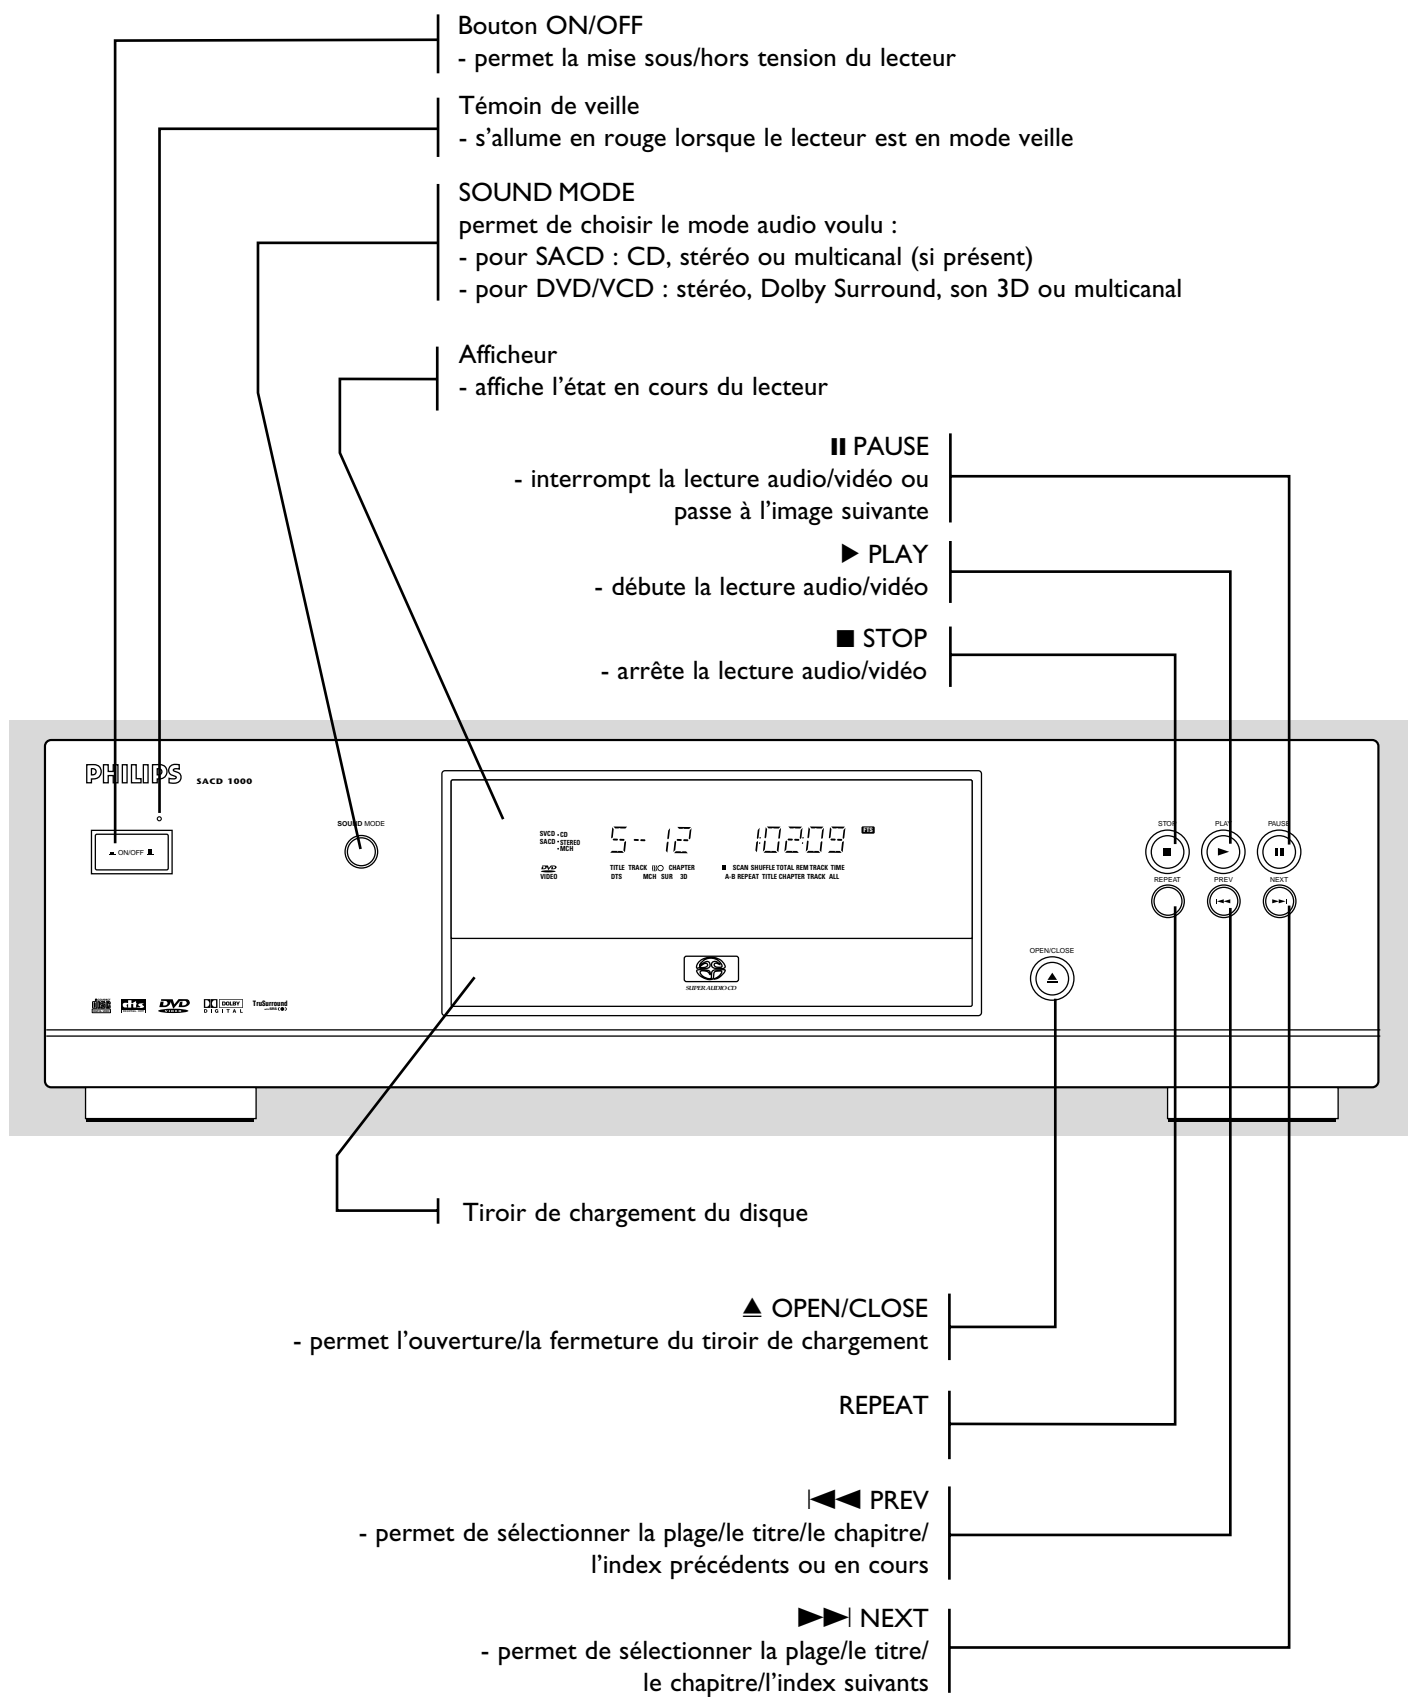 Bouton ON/OFF
- permet la mise sous/hors tension du lecteur
Témoin de veille
- s’allume en rouge lorsque le lecteur est en mode veille
SOUND MODE
permet de choisir le mode audio voulu :
- pour SACD : CD, stéréo ou multicanal (si présent)
- pour DVD/VCD : stéréo, Dolby Surround, son 3D ou multicanal
Afficheur
- affiche l’état en cours du lecteur
PAUSE
- interrompt la lecture audio/vidéo ou
passe à l’image suivante
PLAY
- débute la lecture audio/vidéo
STOP
- arrête la lecture audio/vidéo
PHILIPS SACD 1000
ON/OFF
SOUND MODE
SVCD • CD
SACD • STEREO
• MCH
5-- 12 102:09 FTS
DVD
VIDEO
TITLE TRACK CHAPTER
DTS MCH SUR 3D
SCAN SHUFFLE TOTAL REM TRACK TIME
A-B REPEAT TITLE CHAPTER TRACK ALL
STOP PLAY PAUSE
REPEAT PREV NEXT
OPEN/CLOSE
SUPER AUDIO CD
dts
DVD
VIDEO
DOLBY
DIGITAL
TruSurround
Tiroir de chargement du disque
OPEN/CLOSE
- permet l’ouverture/la fermeture du tiroir de chargement
REPEAT
PREV
- permet de sélectionner la plage/le titre/le chapitre/
l’index précédents ou en cours
NEXT
- permet de sélectionner la plage/le titre/
le chapitre/l’index suivants